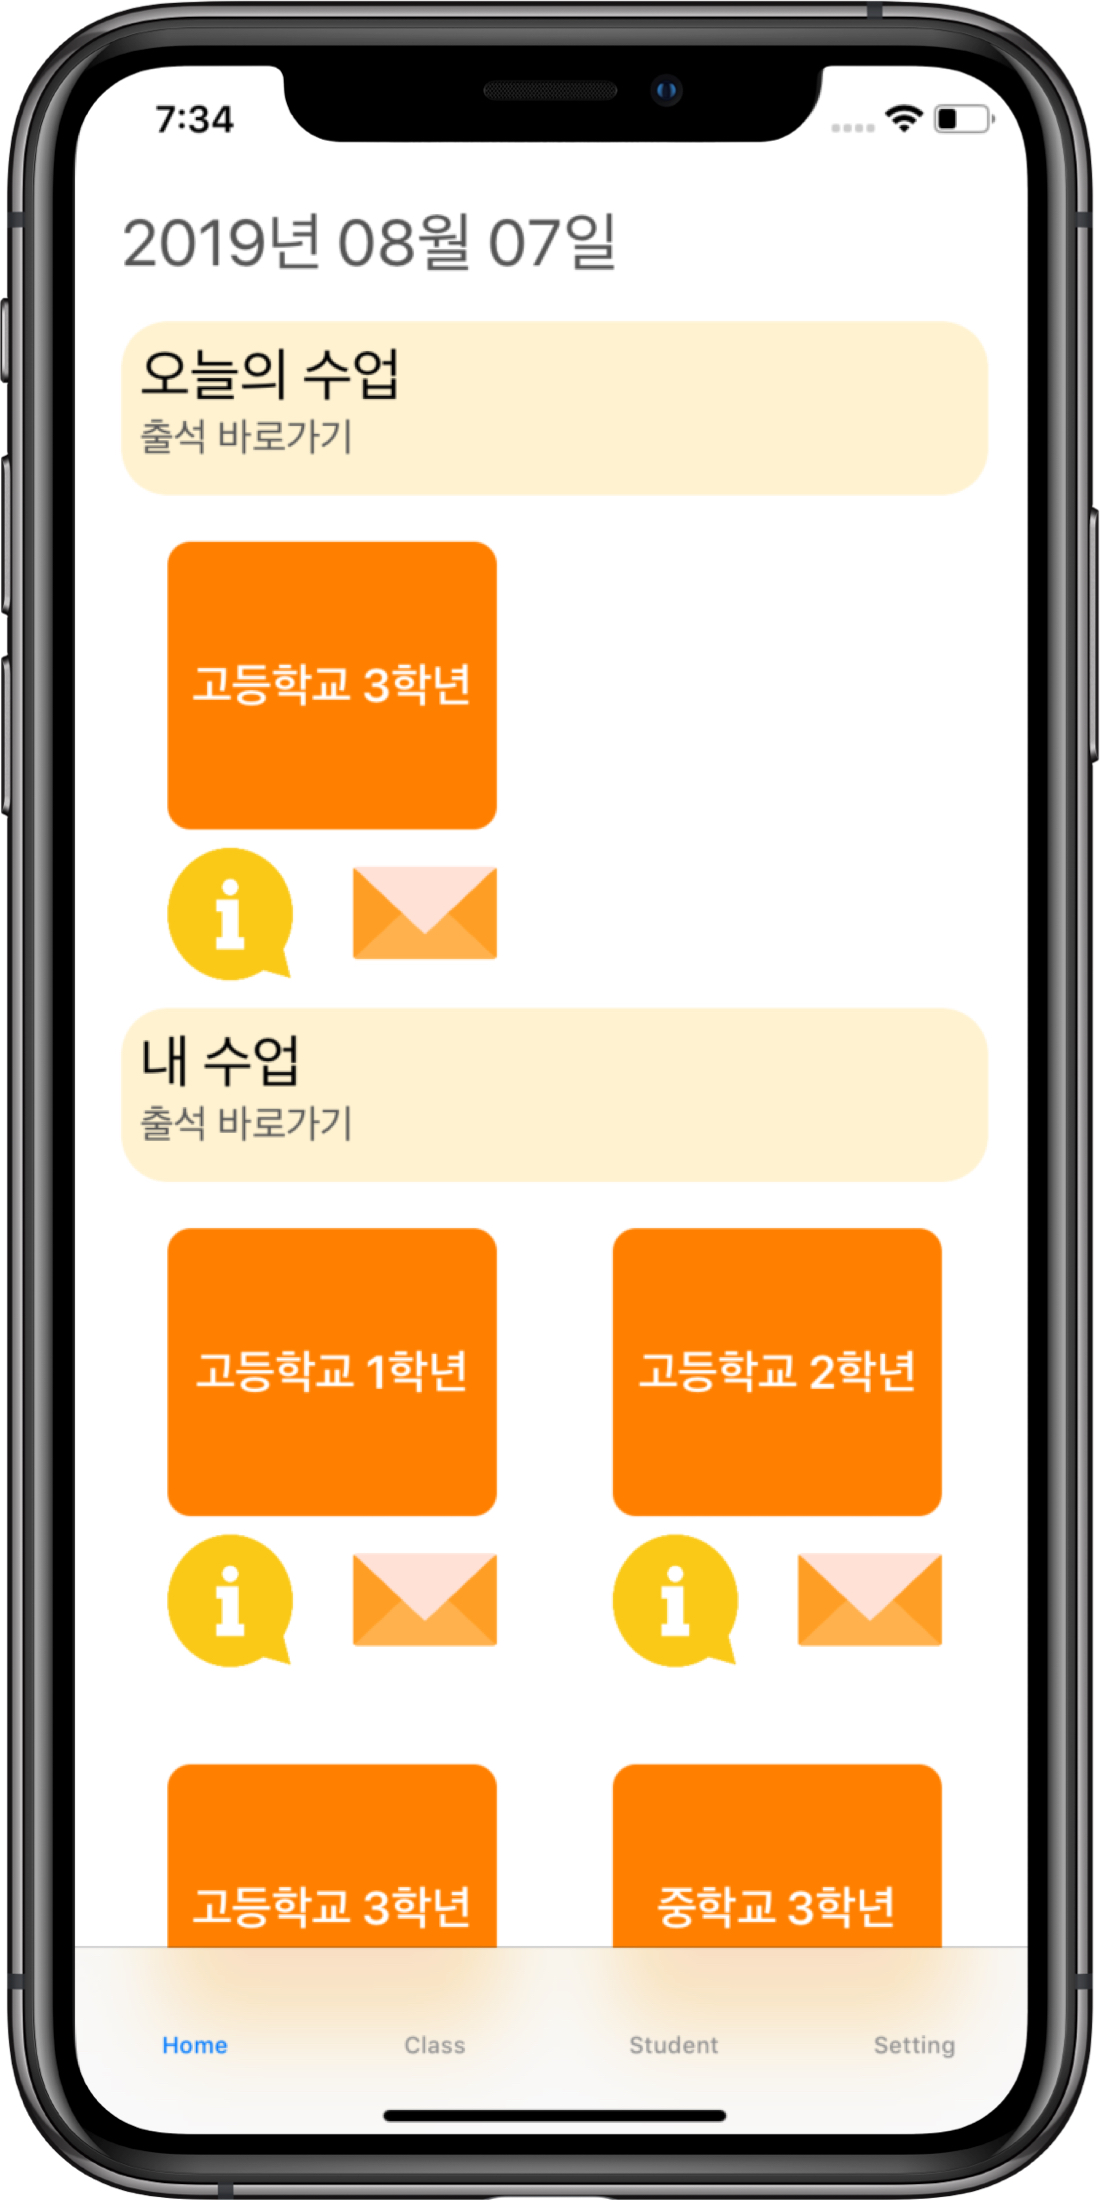 7:34
2019년 08월 07일
오늘의 수업
출석 바로가기
고등학교 3학년
내 수업
출석 바로가기
고등학교 1학년
고등학교 2학년
고등학교 3학년
중학교 3학년
Home
Class
Student
Setting